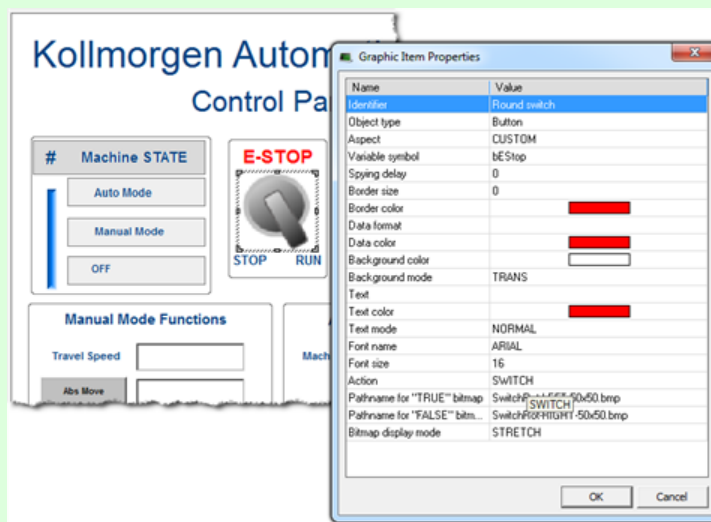 Kollmorgen Autom
Control Pa
# Machine STATE
Auto Mode
Manual Mode
OFF
E-STOP
STOP RUN
Manual Mode Functions
Travel Speed
Abs Move
Mach
Graphic Item Properties
Name Value
Identifier Round switch
Object type Button
Aspect CUSTOM
Variable symbol bEStop
Spying delay 0
Border size 0
Border color
Data format
Data color
Background color
Background mode TRANS
Text
Text color
Text mode NORMAL
Font name ARIAL
Font size 16
Action SWITCH
Pathname for "TRUE" bitmap
SWITCH
Pathname for "FALSE" bitm... SwitchRot-RIGHT-50x50.bmp
Bitmap display mode STRETCH
OK Cancel